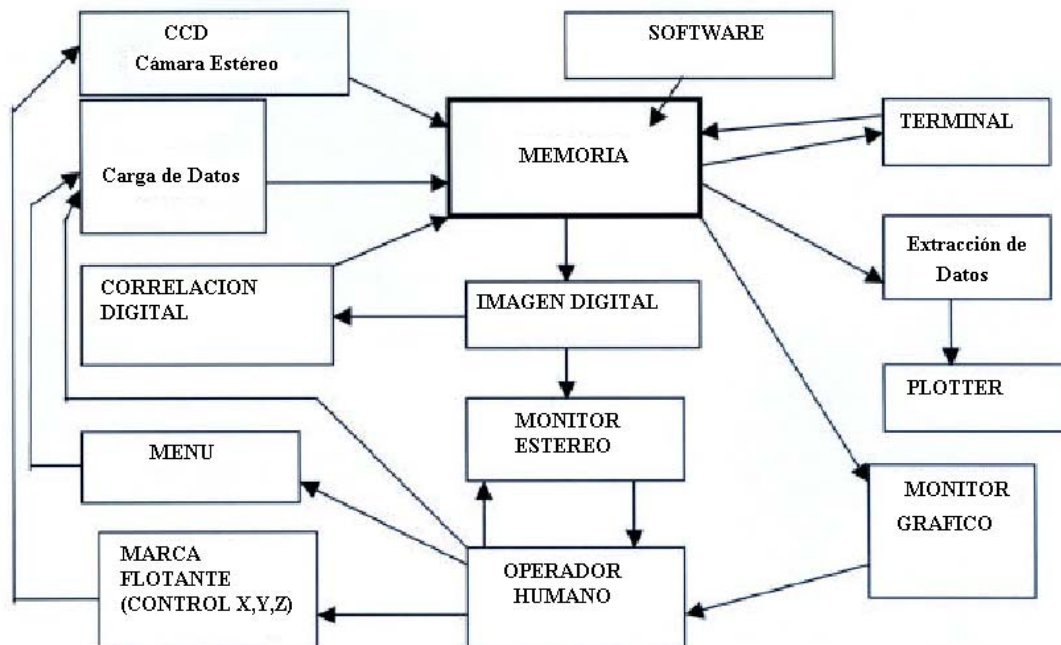 CCD
Cámara Estéreo
SOFTWARE
MEMORIA
TERMINAL
Carga de Datos
Extracción de
Datos
CORRELACION
DIGITAL
IMAGEN DIGITAL
PLOTTER
MONITOR
ESTEREO
MENU
MONITOR
GRAFICO
MARCA
FLOTANTE
(CONTROL X,Y,Z)
OPERADOR
HUMANO